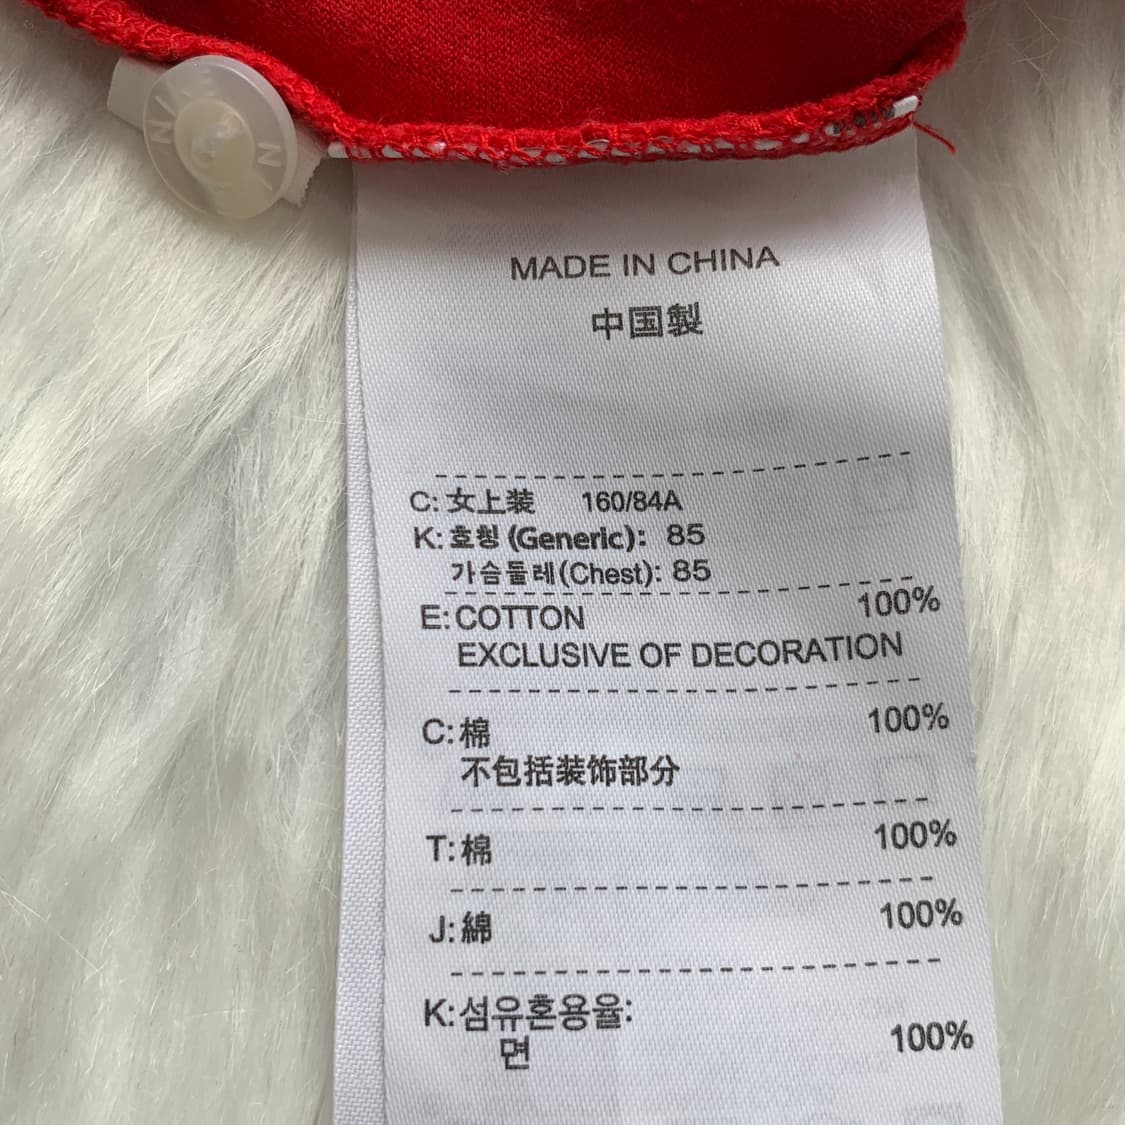 MADE IN CHINA
中国製
C: 女上装 160/84A
K: 호칭 (Generic): 85
가슴둘레(Chest): 85
E: COTTON 100%
EXCLUSIVE OF DECORATION
C: 棉 100%
不包括装饰部分
T: 棉 100%
J: 綿 100%
K: 섬유혼용율:
면 100%